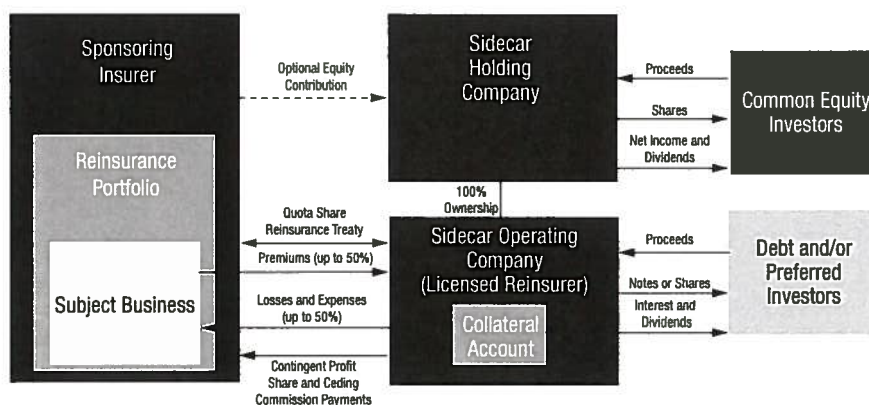 Sponsoring
Insurer
Reinsurance
Portfolio
Subject Business
Optional Equity
Contribution
Sidecar
Holding
Company
Proceeds
Shares
Net Income and
Dividends
Common Equity
Investors
100%
Ownership
Quota Share
Reinsurance Treaty
Premiums (up to 50%)
Losses and Expenses
(up to 50%)
Contingent Profit
Share and Ceding
Commission Payments
Sidecar Operating
Company
(Licensed Reinsurer)
Collateral
Account
Proceeds
Notes or Shares
Interest and
Dividends
Debt and/or
Preferred
Investors